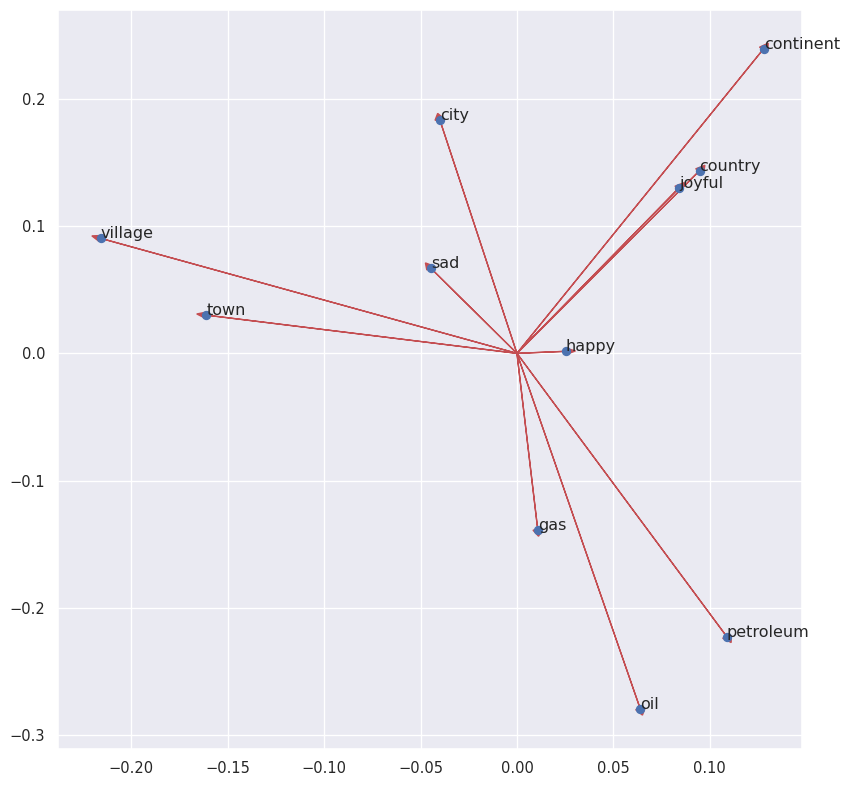 continent
0.2
city
country
joyful
0.1
village
sad
town
0.0
happy
−0.1
gas
−0.2
petroleum
oil
−0.3
−0.20
−0.15
−0.10
−0.05
0.00
0.05
0.10